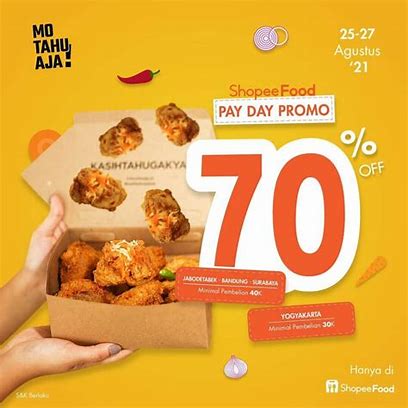 MO
TAHU
AJA!
25-27
Agustus
'21
ShopeeFood
PAY DAY PROMO
70%
OFF
KASIHTAHUGAKYA
JABODETABEK • BANDUNG • SURABAYA
Minimal Pembelian 40K
YOGYAKARTA
Minimal Pembelian 30K
S&K Berlaku
Hanya di
ShopeeFood